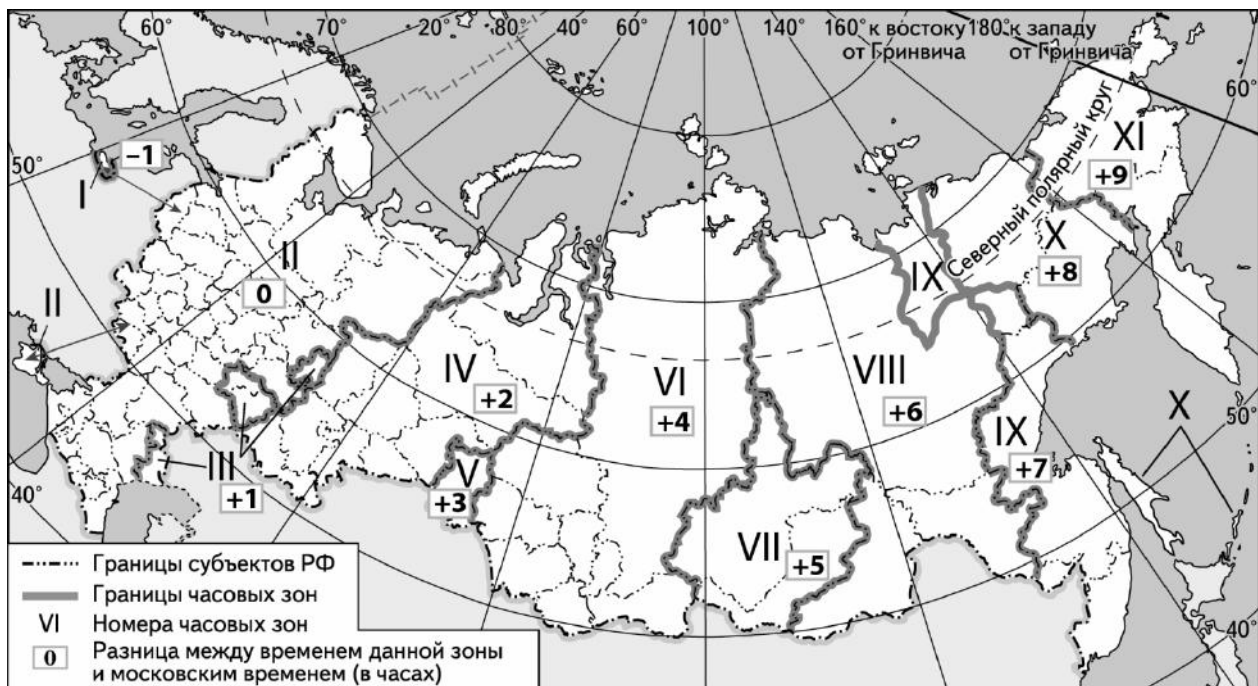 60° 70° 20° 40° 60 80 100 120 140 160° к востоку 180° к западу
от Гринвича от Гринвича
60°
50°
–1
I
XI
+9
Северный полярный круг
II
0
X
+8
IX
II
IV
+2
VI
+4
VIII
+6
X
50°
IX
+7
III
+1
V
+3
40°
VII
+5
40°
Границы субъектов РФ
Границы часовых зон
VI Номера часовых зон
0 Разница между временем данной зоны
и московским временем (в часах)